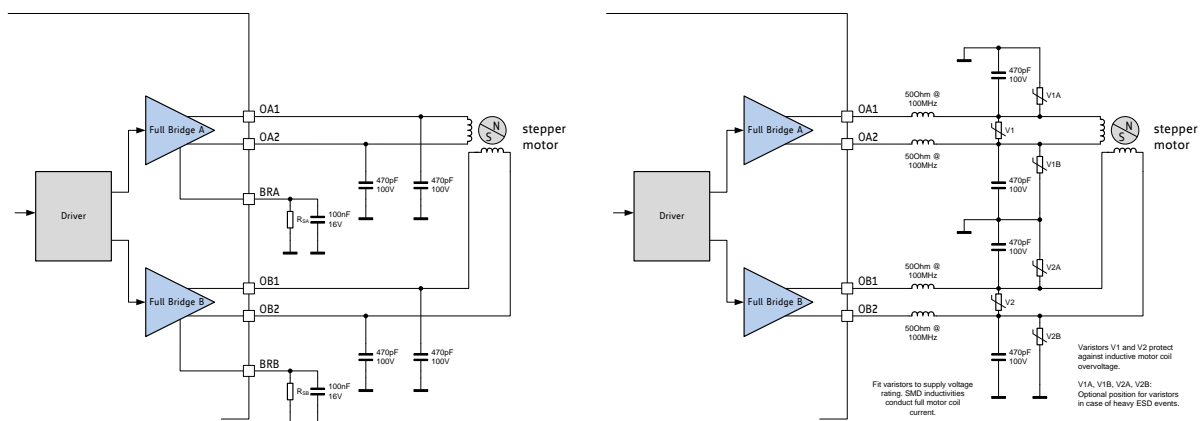 OA1
OA2
Full Bridge A
N
S
stepper
motor
470pF
100V
470pF
100V
BRA
Driver
RSA
100nF
16V
OB1
OB2
Full Bridge B
470pF
100V
470pF
100V
BRB
RSB
100nF
16V
470pF
100V
V1A
50Ohm @
100MHz
OA1
V1
Full Bridge A
OA2
N
S
stepper
motor
50Ohm @
100MHz
V1B
470pF
100V
Driver
470pF
100V
50Ohm @
100MHz
V2A
OB1
V2
Full Bridge B
OB2
50Ohm @
100MHz
V2B
470pF
100V
Fit varistors to supply voltage
rating. SMD inductivities
conduct full motor coil
current.
Varistors V1 and V2 protect
against inductive motor coil
overvoltage.
V1A, V1B, V2A, V2B:
Optional position for varistors
in case of heavy ESD events.